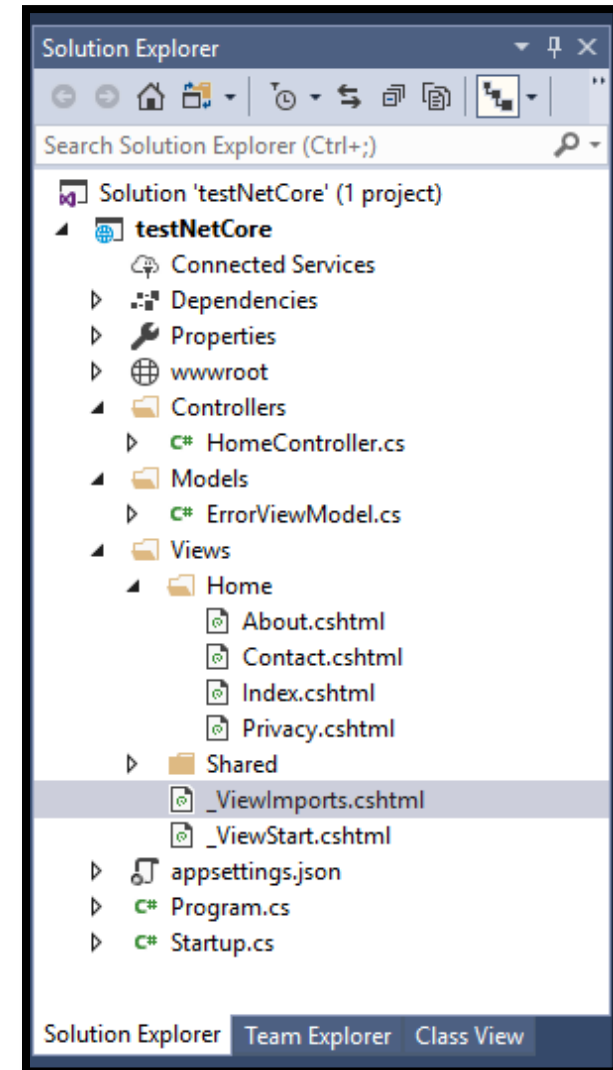 Solution Explorer
Search Solution Explorer (Ctrl+;)
Solution 'testNetCore' (1 project)
testNetCore
Connected Services
Dependencies
Properties
wwwroot
Controllers
C# HomeController.cs
Models
C# ErrorViewModel.cs
Views
Home
About.cshtml
Contact.cshtml
Index.cshtml
Privacy.cshtml
Shared
_ViewImports.cshtml
_ViewStart.cshtml
appsettings.json
C# Program.cs
C# Startup.cs
Solution Explorer Team Explorer Class View